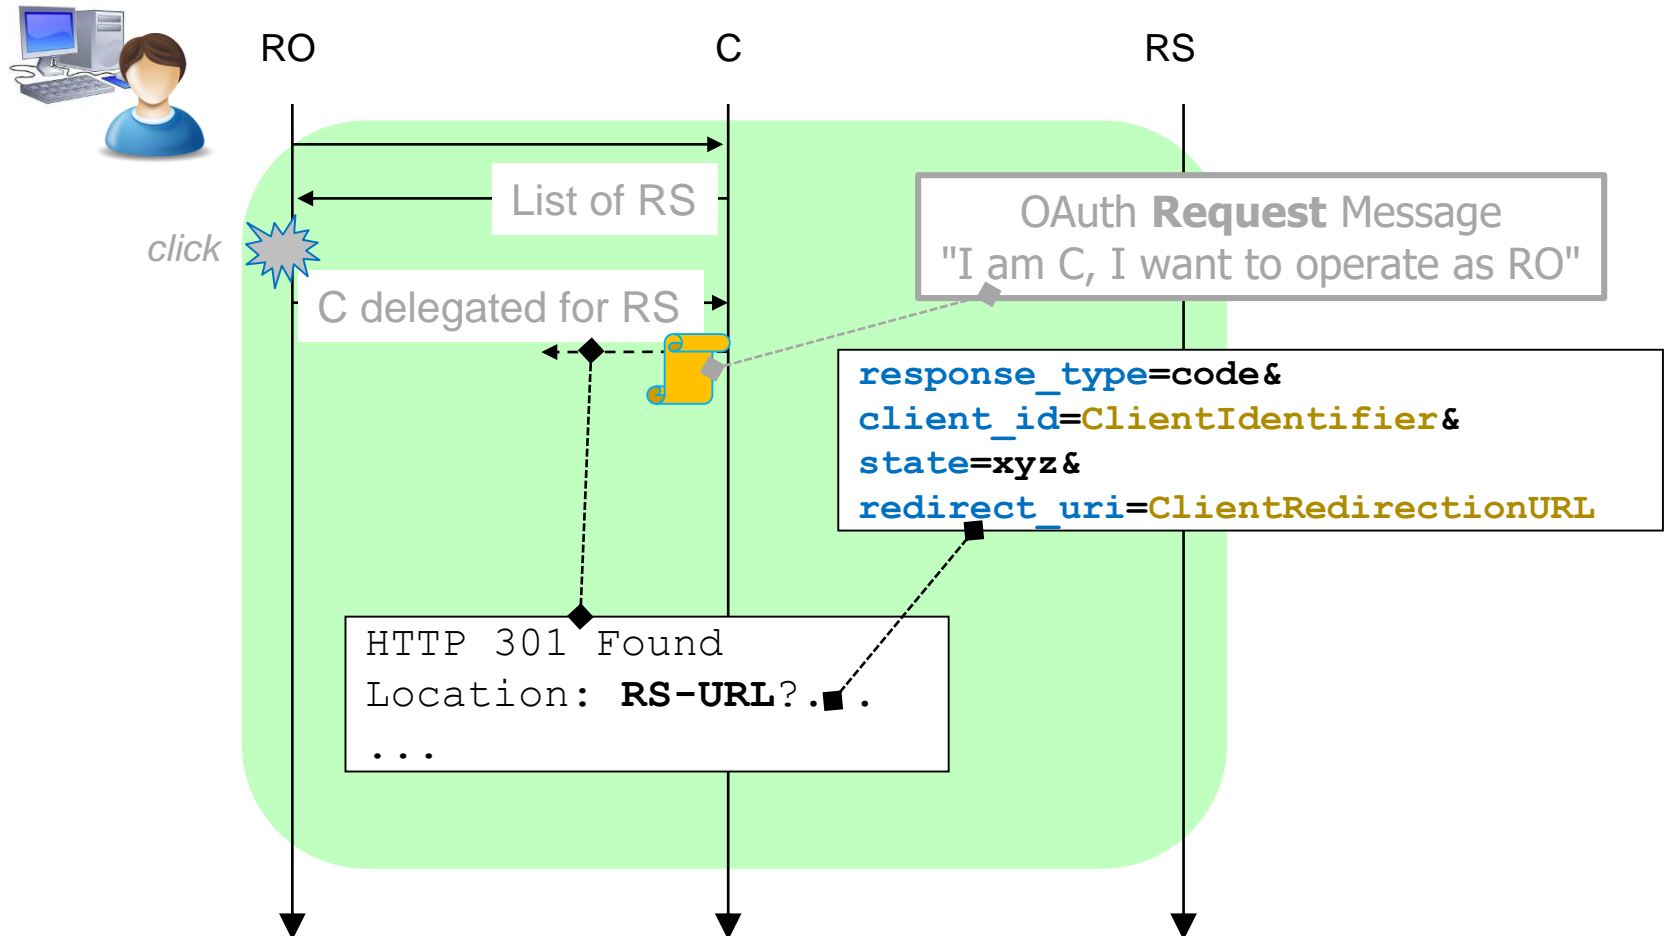 RO
C
RS
List of RS
OAuth Request Message
"I am C, I want to operate as RO"
click
C delegated for RS
response_type=code&
client_id=ClientIdentifier&
state=xyz&
redirect_uri=ClientRedirectionURL
HTTP 301 Found
Location: RS-URL?...
...